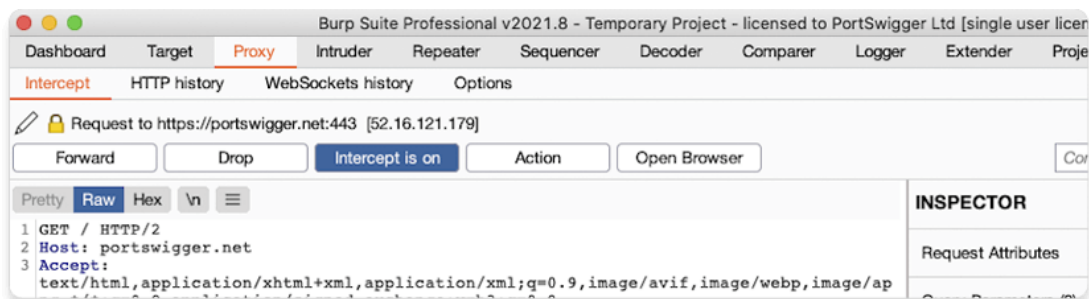 Burp Suite Professional v2021.8 - Temporary Project - licensed to PortSwigger Ltd [single user licen
Dashboard Target Proxy Intruder Repeater Sequencer Decoder Comparer Logger Extender Proje
Intercept HTTP history WebSockets history Options
Request to https://portswigger.net:443 [52.16.121.179]
Forward Drop Intercept is on Action Open Browser
Pretty Raw Hex \n
INSPECTOR
1 GET / HTTP/2
2 Host: portswigger.net
3 Accept:
text/html,application/xhtml+xml,application/xml;q=0.9,image/avif,image/webp,image/ap
Request Attributes